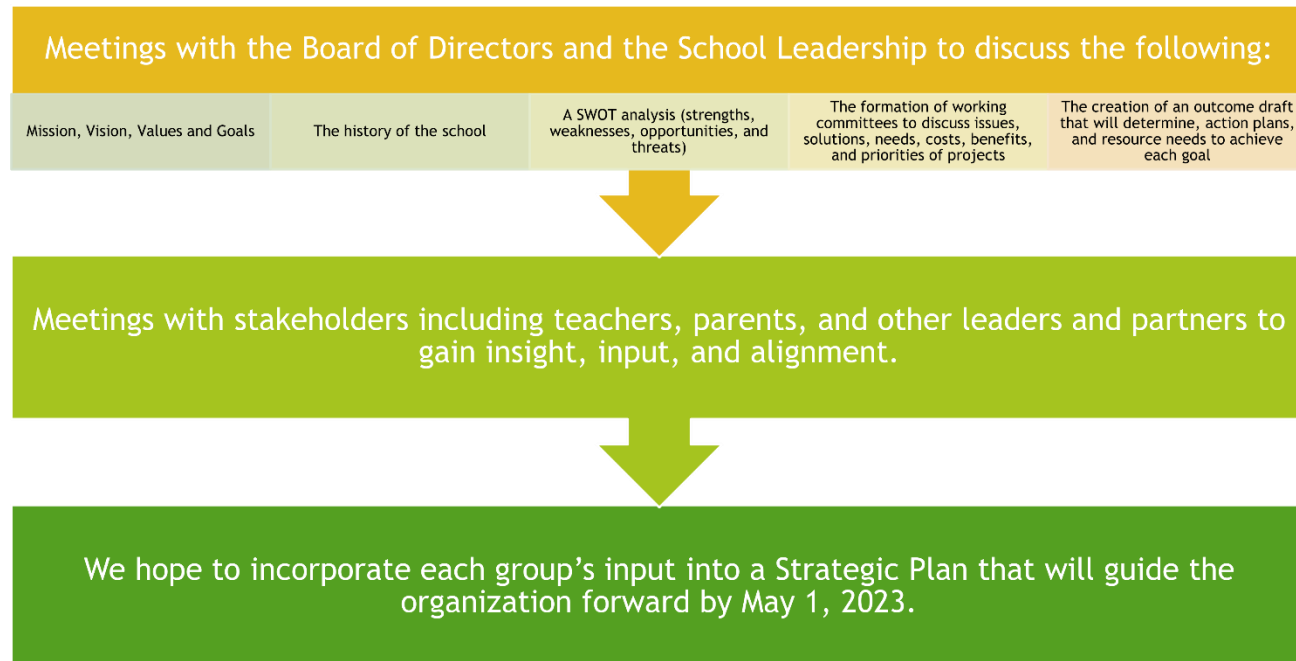 Meetings with the Board of Directors and the School Leadership to discuss the following:
Mission, Vision, Values and Goals
The history of the school
A SWOT analysis (strengths,
weaknesses, opportunities, and
threats)
The formation of working
committees to discuss issues,
solutions, needs, costs, benefits,
and priorities of projects
The creation of an outcome draft
that will determine, action plans,
and resource needs to achieve
each goal
Meetings with stakeholders including teachers, parents, and other leaders and partners to
gain insight, input, and alignment.
We hope to incorporate each group’s input into a Strategic Plan that will guide the
organization forward by May 1, 2023.